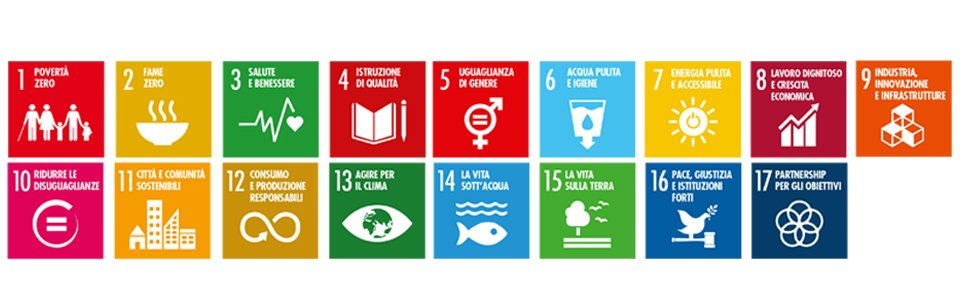 1 POVERTÀ
ZERO
2 FAME
ZERO
3 SALUTE
E BENESSERE
4 ISTRUZIONE
DI QUALITÀ
5 UGUAGLIANZA
DI GENERE
6 ACQUA PULITA
E IGIENE
7 ENERGIA PULITA
E ACCESSIBILE
8 LAVORO DIGNITOSO
E CRESCITA
ECONOMICA
9 INDUSTRIA,
INNOVAZIONE
E INFRASTRUTTURE
10 RIDURRE LE
DISUGUAGLIANZE
11 CITTÀ E COMUNITÀ
SOSTENIBILI
12 CONSUMO
E PRODUZIONE
RESPONSABILI
13 AGIRE PER
IL CLIMA
14 LA VITA
SOTT'ACQUA
15 LA VITA
SULLA TERRA
16 PACE, GIUSTIZIA
E ISTITUZIONI
FORTI
17 PARTNERSHIP
PER GLI OBIETTIVI